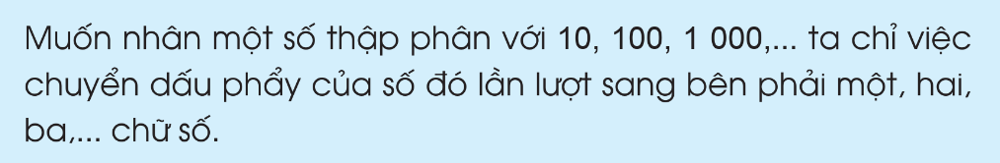 Muốn nhân một số thập phân với 10, 100, 1 000,... ta chỉ việc
chuyển dấu phẩy của số đó lần lượt sang bên phải một, hai,
ba,... chữ số.